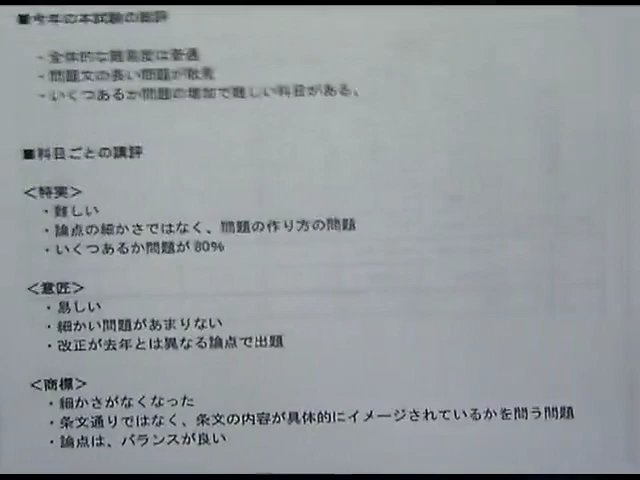 ■今年の本試験の総評
－全体的な難易度は普通
－問題文の長い問題が散見
－いくつあるか問題の増加で難しい科目がある。
■科目ごとの講評
＜特実＞
・難しい
・論点の細かさではなく、問題の作り方の問題
・いくつあるか問題が80%
＜意匠＞
・易しい
・細かい問題があまりない
・改正が去年とは異なる論点で出題
＜商標＞
・細かさがなくなった
・条文通りではなく、条文の内容が具体的にイメージされているかを問う問題
・論点は、バランスが良い